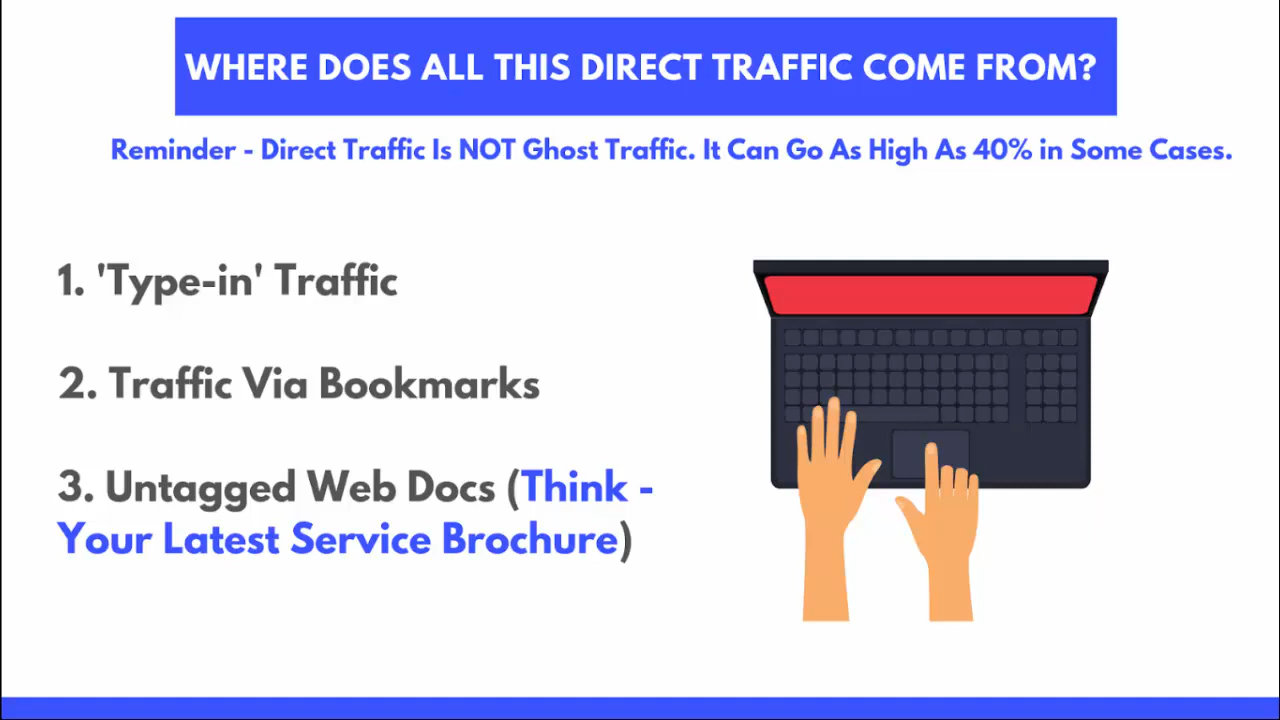 WHERE DOES ALL THIS DIRECT TRAFFIC COME FROM?
Reminder - Direct Traffic Is NOT Ghost Traffic. It Can Go As High As 40% in Some Cases.
1. 'Type-in' Traffic
2. Traffic Via Bookmarks
3. Untagged Web Docs (Think -
Your Latest Service Brochure)